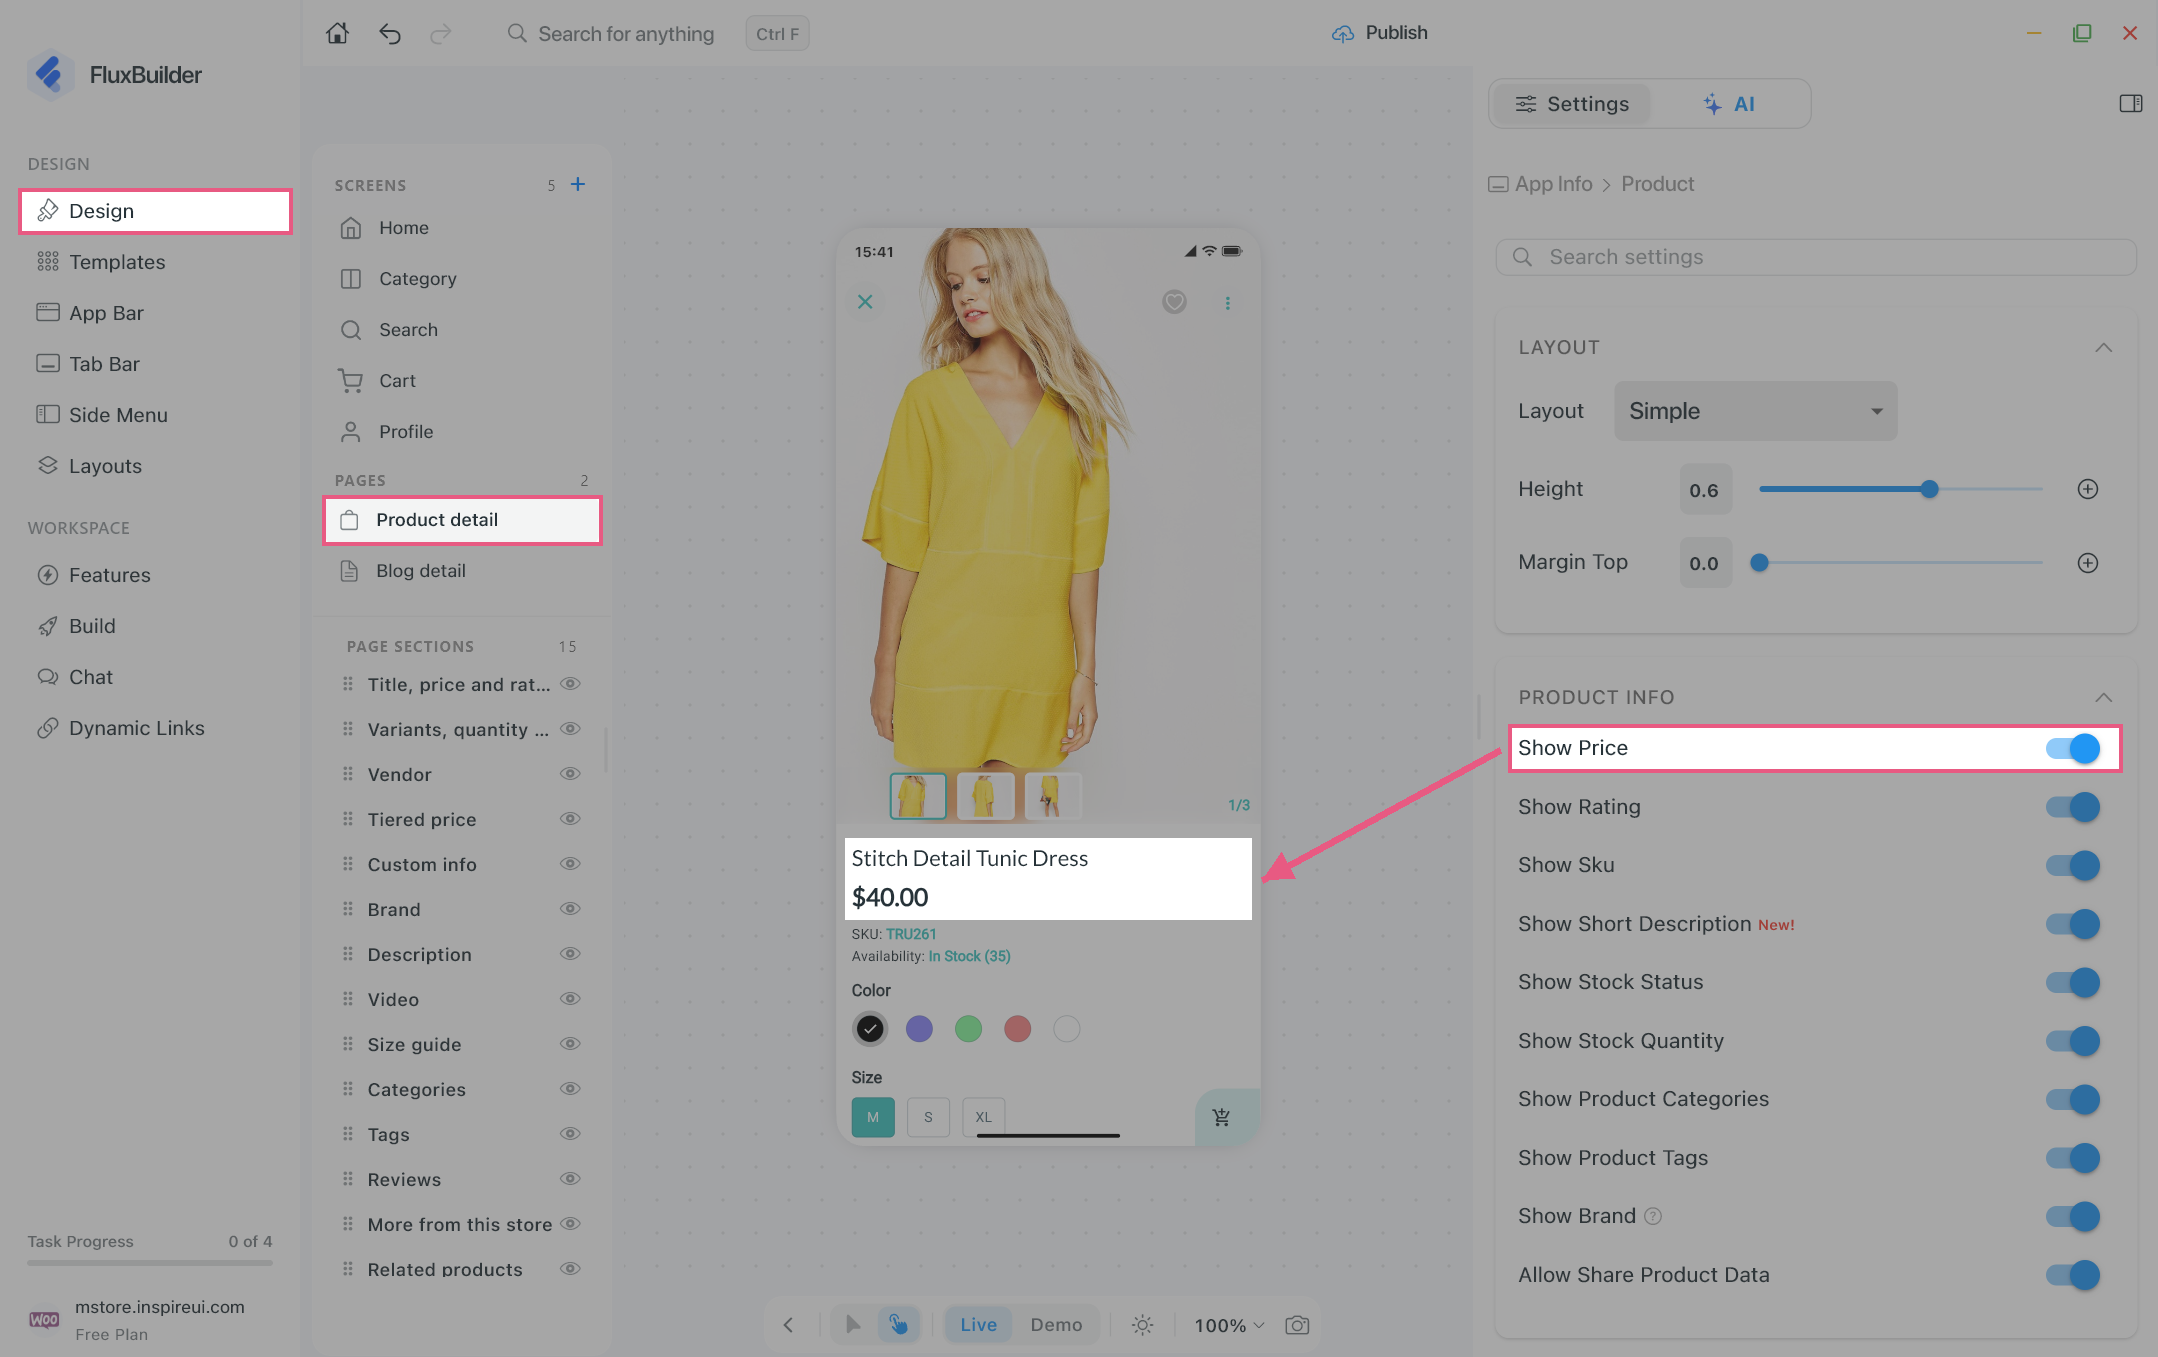 Search for anything
Ctrl F
Publish
FluxBuilder
DESIGN
Design
Templates
App Bar
Tab Bar
Side Menu
Layouts
WORKSPACE
Features
Build
Chat
Dynamic Links
Task Progress
0 of 4
Woo
mstore.inspireui.com
Free Plan
SCREENS
5
Home
Category
Search
Cart
Profile
PAGES
2
Product detail
Blog detail
PAGE SECTIONS
15
Title, price and rat...
Variants, quantity ...
Vendor
Tiered price
Custom info
Brand
Description
Video
Size guide
Categories
Tags
Reviews
More from this store
Related products
15:41
1/3
Stitch Detail Tunic Dress
$40.00
SKU: TRU261
Availability: In Stock (35)
Color
Size
M
S
XL
Live
Demo
100%
Settings
AI
App Info > Product
Search settings
LAYOUT
Layout
Simple
Height
0.6
Margin Top
0.0
PRODUCT INFO
Show Price
Show Rating
Show Sku
Show Short Description New!
Show Stock Status
Show Stock Quantity
Show Product Categories
Show Product Tags
Show Brand ?
Allow Share Product Data